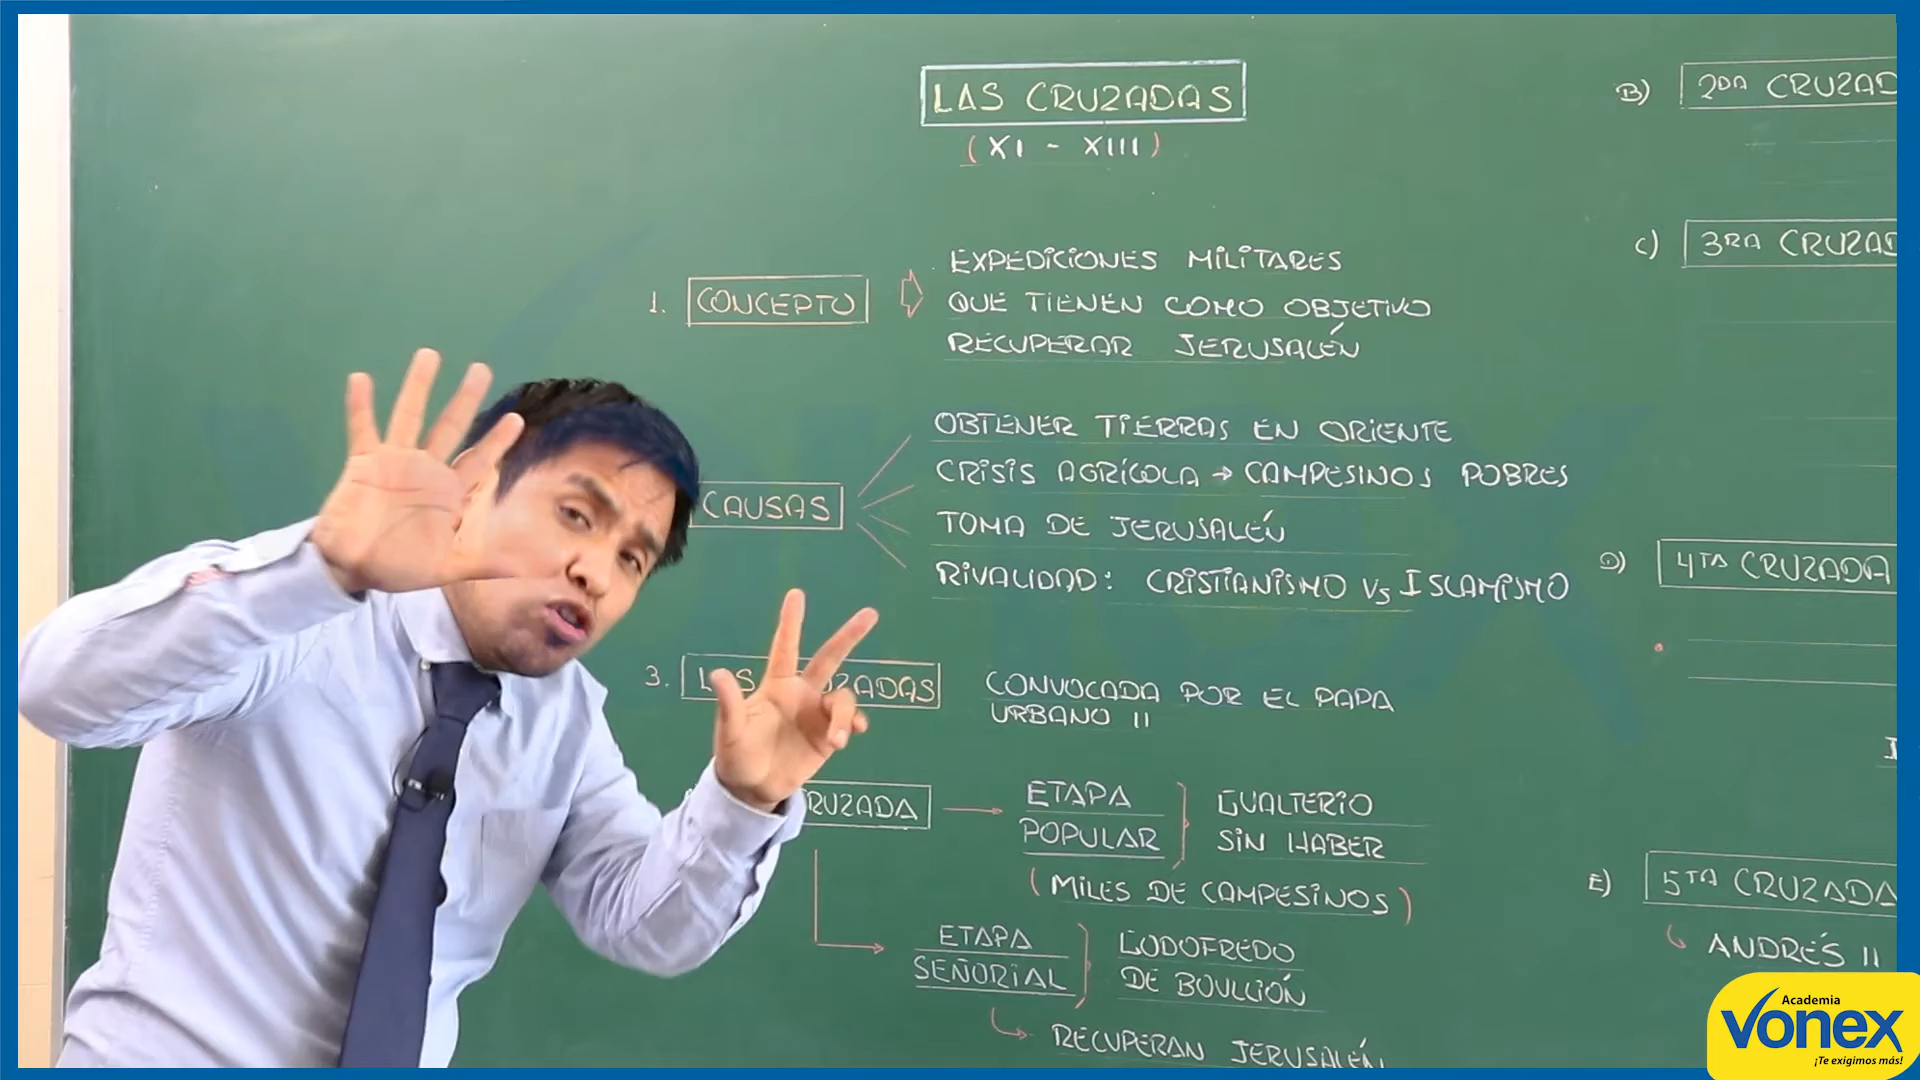 LAS CRUZADAS
(XI - XIII)
1. CONCEPTO
EXPEDICIONES MILITARES
QUE TIENEN COMO OBJETIVO
RECUPERAR JERUSALÉN
CAUSAS
OBTENER TIERRAS EN ORIENTE
CRISIS AGRÍCOLA → CAMPESINOS POBRES
TOMA DE JERUSALÉN
RIVALIDAD: CRISTIANISMO VS ISLAMISMO
3.
CONVOCADA POR EL PAPA
URBANO II
RUZADA
ETAPA
POPULAR
GUALTERIO
SIN HABER
(MILES DE CAMPESINOS)
ETAPA
SEÑORIAL
GODOFREDO
DE BOULLIÓN
RECUPERAN JERUSALÉN
B) 2DA CRUZAD
C) 3RA CRUZAD
D) 4TA CRUZADA
E) 5TA CRUZADA
ANDRÉS II
Academia
vonex
¡Te exigimos más!